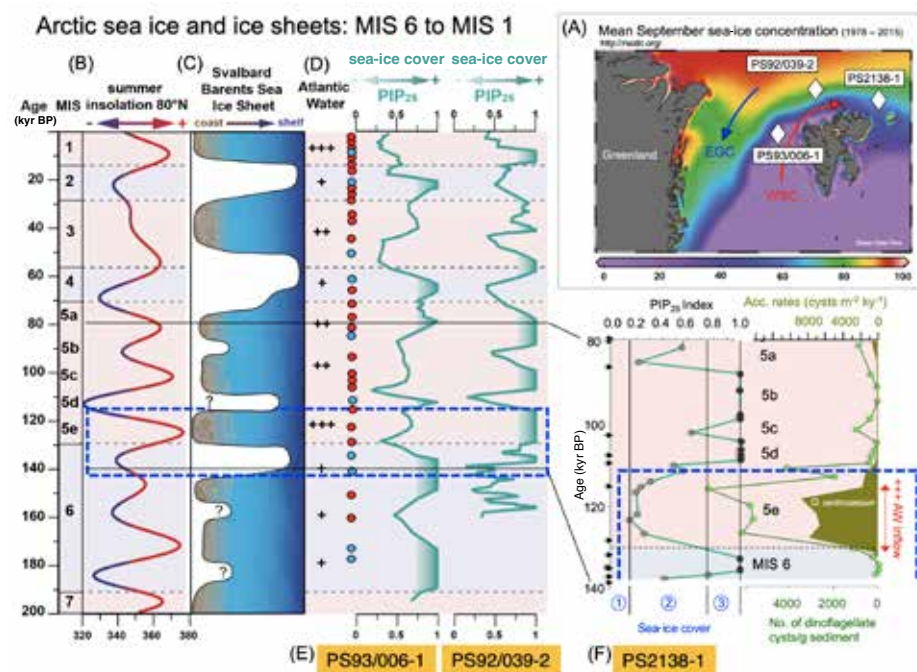 Arctic sea ice and ice sheets: MIS 6 to MIS 1
(A) Mean September sea-ice concentration (1978 – 2015)
PS92/039-2
PS2138-1
Greenland
EGC
PS93/006-1
WSC
0 20 40 60 80 100
(B)
summer
insolation 80°N
- +
(C)
Svalbard
Barents Sea
Ice Sheet
coast shelf
(D)
Atlantic
Water
sea-ice cover
- +
PIP25
sea-ice cover
- +
PIP25
Age
(kyr BP)
MIS
1
+++
20
2
+
40
3
++
60
4
+
5a
80
++
5b
100
5c
++
5d
?
120
5e
+++
140
+
6
160
?
+
180
?
+
7
200
320 340 360 380
0 0.5 1
0 0.5 1
(E)
PS93/006-1
PS92/039-2
PIP25 Index
0.0 0.2 0.4 0.6 0.8 1.0
Acc. rates (cysts m-2 ky-1)
8000 4000 0
Age (kyr BP)
80
5a
5b
100
5c
5d
120
5e
+++ AW inflow
MIS 6
140
1 2 3
Sea-ice cover
4000 2000 0
No. of dinoflagellate
cysts/g sediment
(F)
PS2138-1